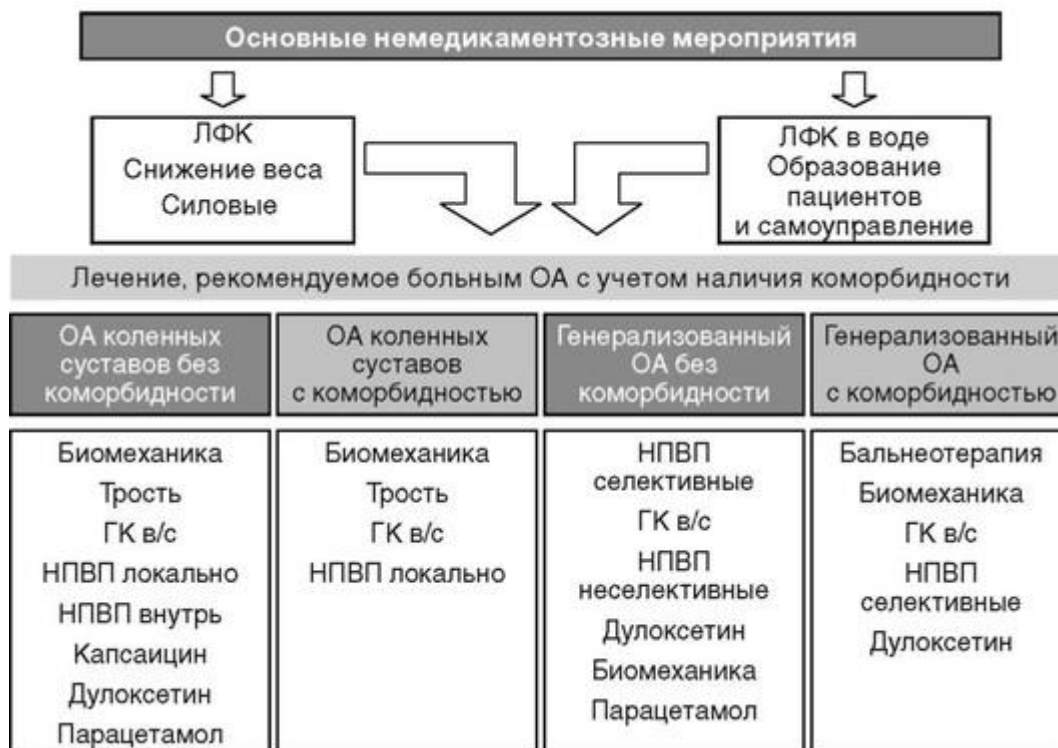 Основные немедикаментозные мероприятия
ЛФК
Снижение веса
Силовые
ЛФК в воде
Образование
пациентов
и самоуправление
Лечение, рекомендуемое больным ОА с учетом наличия коморбидности
ОА коленных
суставов без
коморбидности
ОА коленных
суставов
с коморбидностью
Генерализованный
ОА без
коморбидности
Генерализованный
ОА
с коморбидностью
Биомеханика
Трость
ГК в/с
НПВП локально
НПВП внутрь
Капсаицин
Дулоксетин
Парацетамол
Биомеханика
Трость
ГК в/с
НПВП локально
НПВП
селективные
ГК в/с
НПВП
неселективные
Дулоксетин
Биомеханика
Парацетамол
Бальнеотерапия
Биомеханика
ГК в/с
НПВП
селективные
Дулоксетин